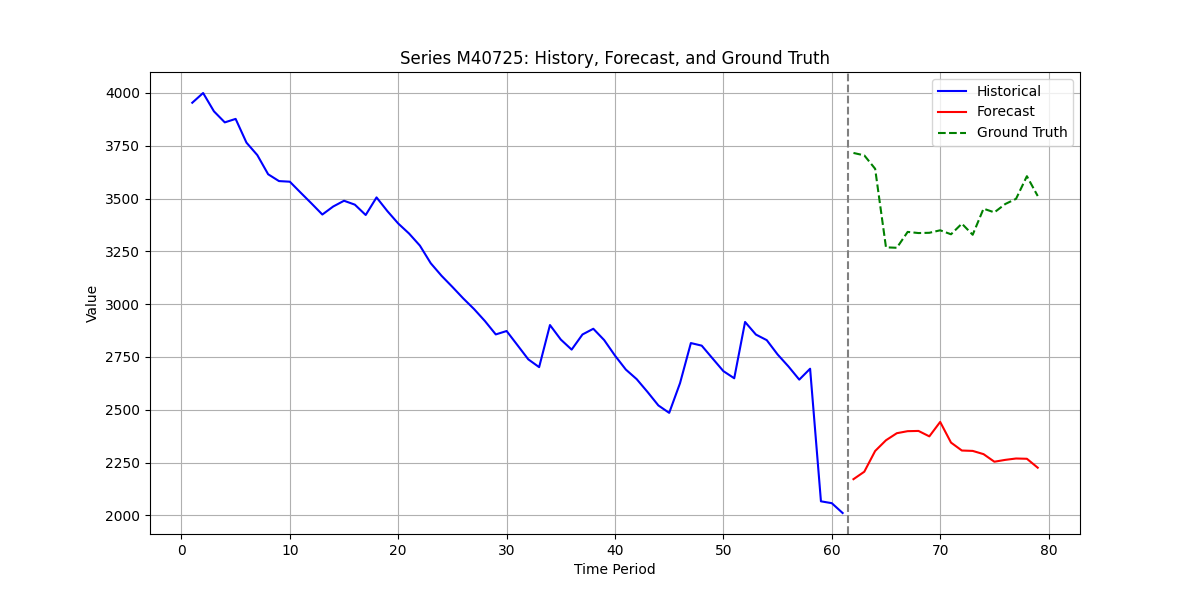 Series M40725: History, Forecast, and Ground Truth
Historical
Forecast
Ground Truth
4000
3750
3500
3250
3000
2750
2500
2250
2000
Value
0 10 20 30 40 50 60 70 80
Time Period